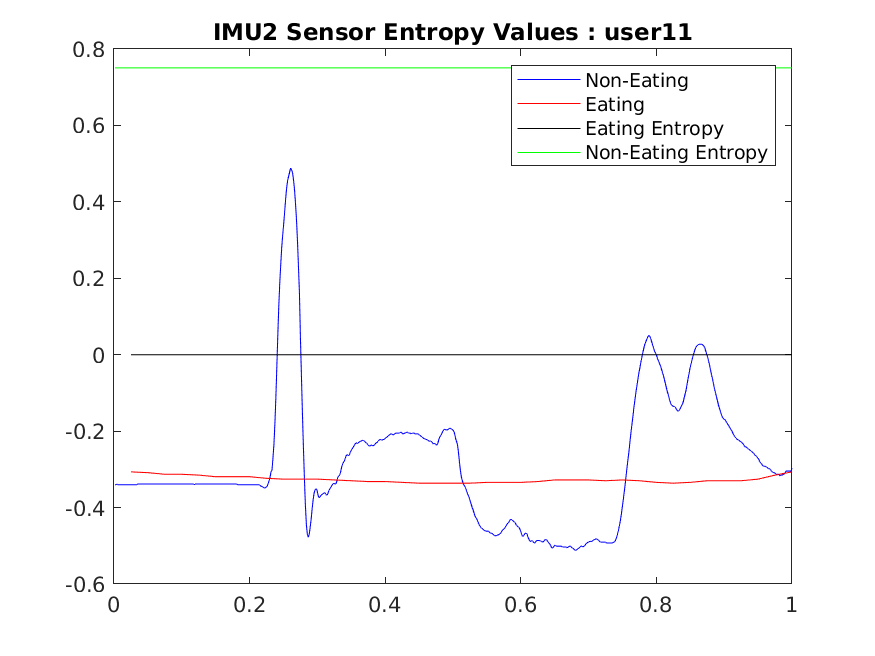 IMU2 Sensor Entropy Values : user11
0.8
0.6
0.4
0.2
0
-0.2
-0.4
-0.6
Non-Eating
Eating
Eating Entropy
Non-Eating Entropy
0 0.2 0.4 0.6 0.8 1